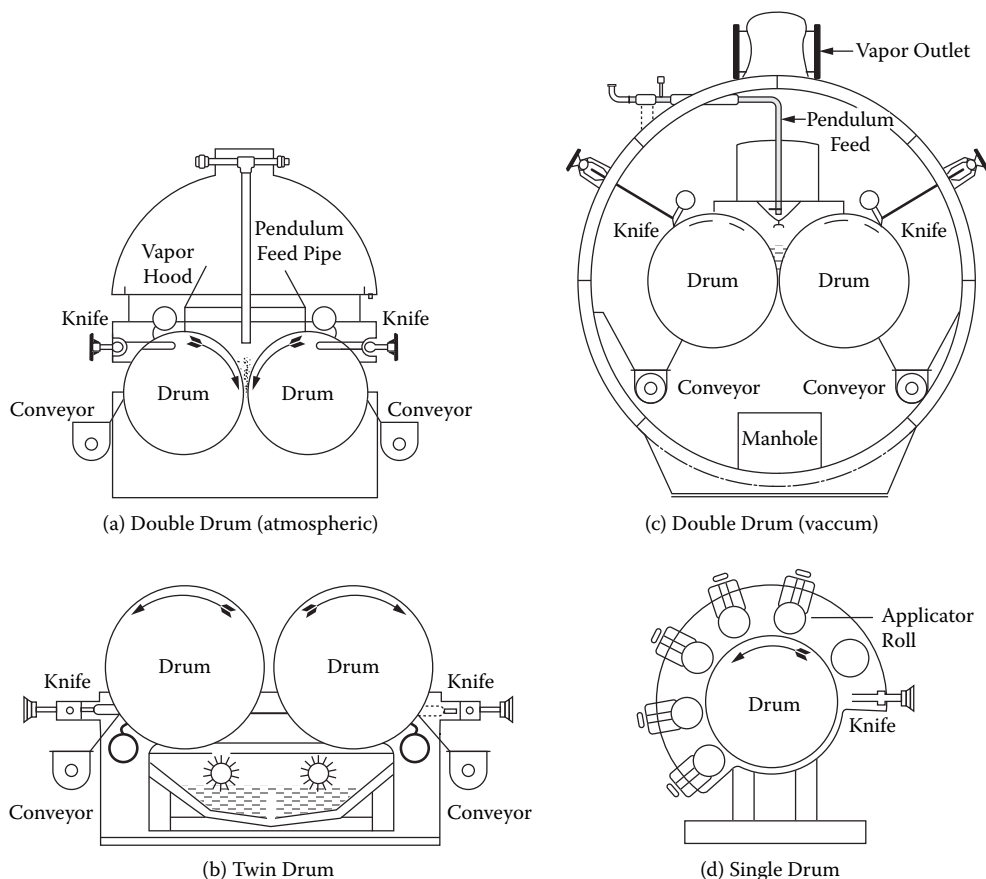 Vapor
Hood
Pendulum
Feed Pipe
Knife
Knife
Drum
Drum
Conveyor
Conveyor
(a) Double Drum (atmospheric)
Vapor Outlet
Pendulum
Feed
Knife
Knife
Drum
Drum
Conveyor
Conveyor
Manhole
(c) Double Drum (vaccum)
Drum
Drum
Knife
Knife
Conveyor
Conveyor
(b) Twin Drum
Applicator
Roll
Drum
Knife
(d) Single Drum